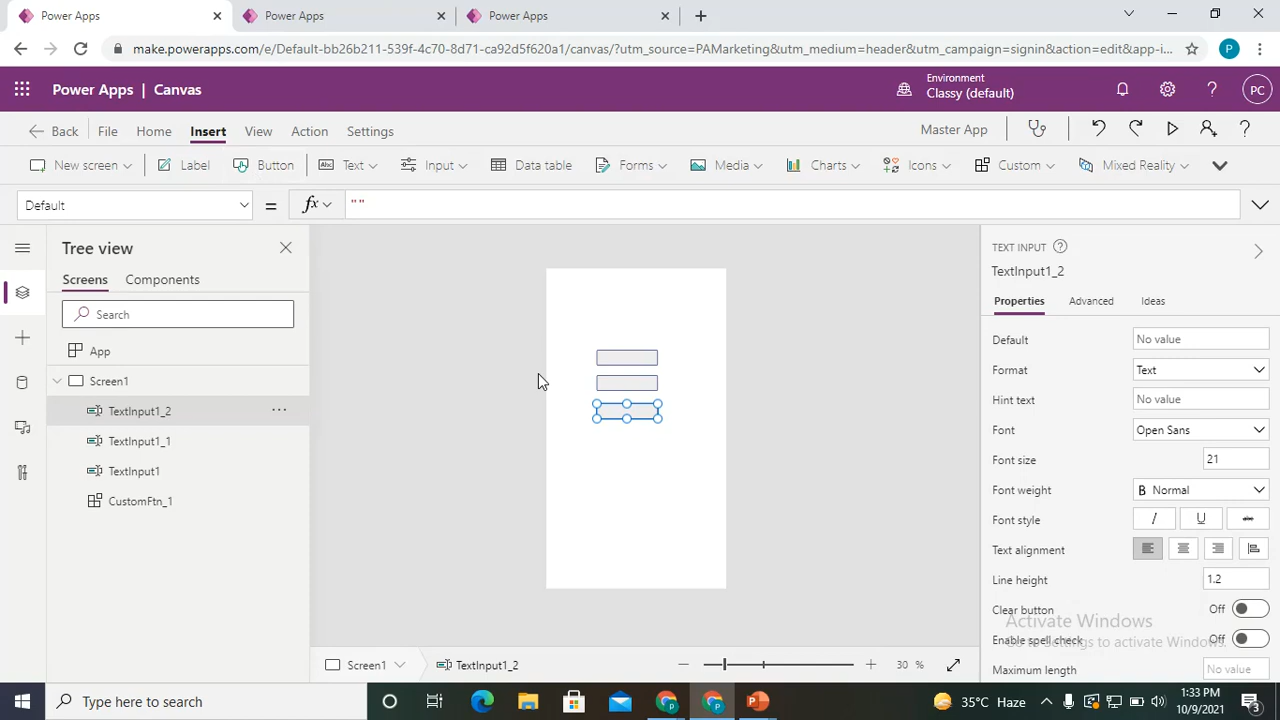 Power Apps
Power Apps
Power Apps
make.powerapps.com/e/Default-bb26b211-539f-4c70-8d71-ca92d5f620a1/canvas/?utm_source=PAMarketing&utm_medium=header&utm_campaign=signin&action=edit&app-i...
P
Power Apps | Canvas
Environment
Classy (default)
PC
Back File Home Insert View Action Settings
Master App
New screen Label Button Text Input Data table Forms Media Charts Icons Custom Mixed Reality
Default = fx ""
Tree view
Screens Components
Search
App
Screen1
TextInput1_2
TextInput1_1
TextInput1
CustomFtn_1
TEXT INPUT
TextInput1_2
Properties Advanced Ideas
Default No value
Format Text
Hint text No value
Font Open Sans
Font size 21
Font weight B Normal
Font style I U abc
Text alignment
Line height 1.2
Clear button Off
Activate Windows
Enable spell check Off
Go to Settings to activate Windows.
Maximum length No value
Screen1 TextInput1_2 30 %
Type here to search
35°C Haze
1:33 PM
10/9/2021
3